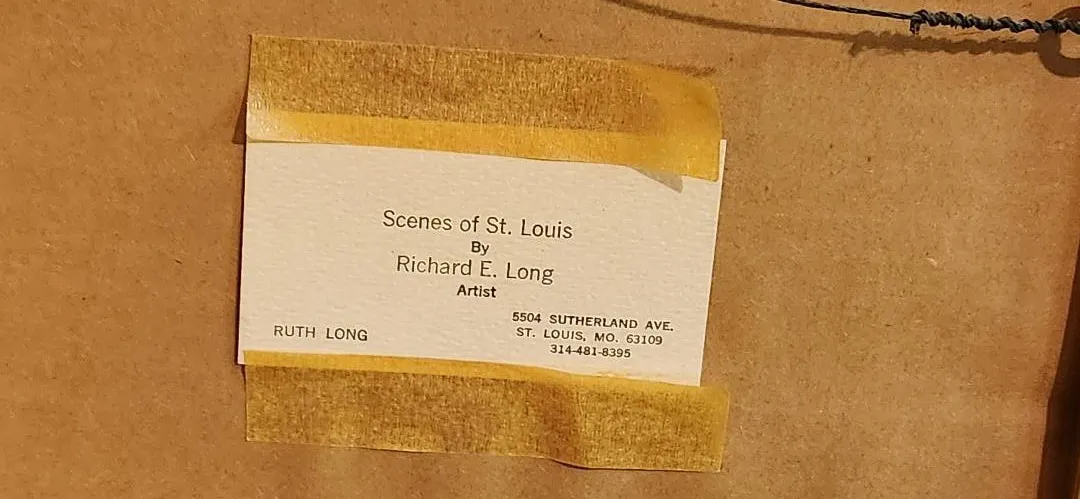 Scenes of St. Louis
By
Richard E. Long
Artist
RUTH LONG
5504 SUTHERLAND AVE.
ST. LOUIS, MO. 63109
314-481-8395